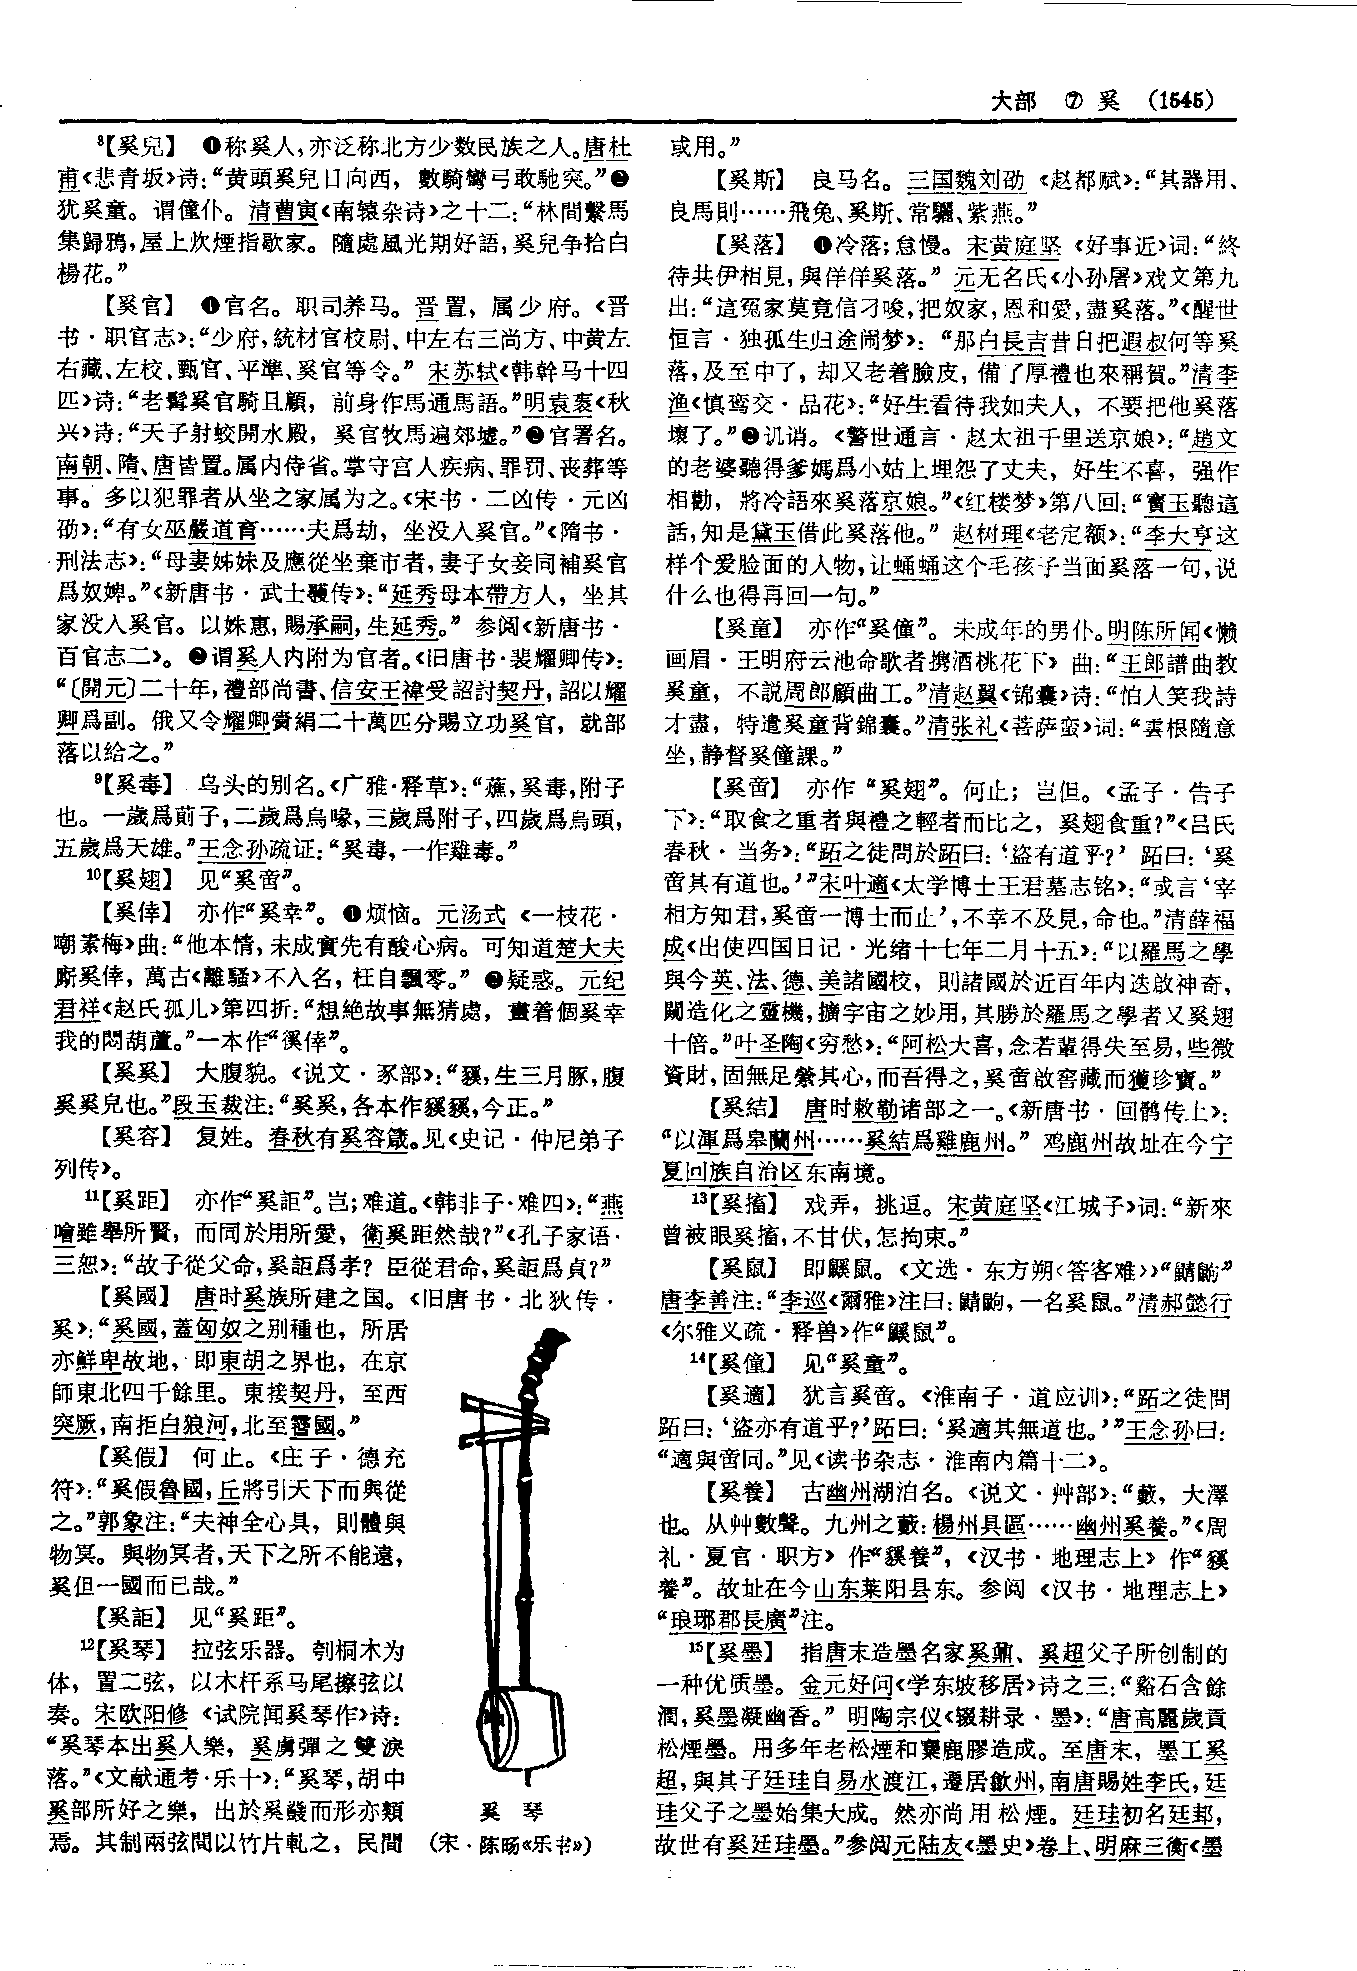 大部　⑦　奚　（1545）
⁸【奚兒】　❶称奚人，亦泛称北方少数民族之人。唐杜
甫《悲青坂》诗：“黄頭奚兒日向西，數騎彎弓敢馳突。”❷
犹奚童。谓僮仆。清曹寅《南辕杂诗》之十二：“林間繫馬
集歸鴉，屋上炊煙指歇家。隨處風光期好語，奚兒争拾白
楊花。”
【奚官】　❶官名。职司养马。晋置，属少府。《晋
书·职官志》：“少府，統材官校尉、中左右三尚方、中黄左
右藏、左校、甄官、平準、奚官等令。”宋苏轼《韩幹马十四
匹》诗：“老髯奚官騎且顧，前身作馬通馬語。”明袁袠《秋
兴》诗：“天子射蛟開水殿，奚官牧馬遍郊墟。”❷官署名。
南朝、隋、唐皆置。属内侍省。掌守宫人疾病、罪罚、丧葬等
事。多以犯罪者从坐之家属为之。《宋书·二凶传·元凶
劭》：“有女巫嚴道育……夫爲劫，坐没入奚官。”《隋书·
刑法志》：“母妻姊妹及應從坐棄市者，妻子女妾同補奚官
爲奴婢。”《新唐书·武士彟传》：“延秀母本帶方人，坐其
家没入奚官。以姝惠，賜承嗣，生延秀。”参阅《新唐书·
百官志二》。❸谓奚人内附为官者。《旧唐书·裴耀卿传》：
“〔開元〕二十年，禮部尚書、信安王禕受詔討契丹，詔以耀
卿爲副。俄又令耀卿賫絹二十萬匹分賜立功奚官，就部
落以給之。”
⁹【奚毒】　乌头的别名。《广雅·释草》：“蕉，奚毒，附子
也。一歲爲萴子，二歲爲烏喙，三歲爲附子，四歲爲烏頭，
五歲爲天雄。”王念孙疏证：“奚毒，一作雞毒。”
¹⁰【奚翅】　见“奚啻”。
【奚倖】　亦作“奚幸”。❶烦恼。元汤式《一枝花·
嘲素梅》曲：“他本情，未成實先有酸心病。可知道楚大夫
廝奚倖，萬古《離騷》不入名，枉自飄零。”❷疑惑。元纪
君祥《赵氏孤儿》第四折：“想絶故事無猜處，畫着個奚幸
我的悶葫蘆。”一本作“徯倖”。
【奚奚】　大腹貌。《说文·豕部》：“豯，生三月豚，腹
奚奚皃也。”段玉裁注：“奚奚，各本作豯豯，今正。”
【奚容】　复姓。春秋有奚容箴。见《史记·仲尼弟子
列传》。
¹¹【奚距】　亦作“奚詎”。岂；难道。《韩非子·难四》：“燕
噲雖舉所賢，而同於用所愛，衛奚距然哉？”《孔子家语·
三恕》：“故子從父命，奚詎爲孝？臣從君命，奚詎爲貞？”
【奚國】　唐时奚族所建之国。《旧唐书·北狄传·
奚》：“奚國，蓋匈奴之别種也，所居
亦鮮卑故地，即東胡之界也，在京
師東北四千餘里。東接契丹，至西
突厥，南拒白狼河，北至霫國。”
【奚假】　何止。《庄子·德充
符》：“奚假魯國，丘將引天下而與從
之。”郭象注：“夫神全心具，則體與
物冥。與物冥者，天下之所不能遠，
奚但一國而已哉。”
【奚詎】　见“奚距”。
¹²【奚琴】　拉弦乐器。刳桐木为
体，置二弦，以木杆系马尾擦弦以
奏。宋欧阳修《试院闻奚琴作》诗：
“奚琴本出奚人樂，奚虜彈之雙淚
落。”《文献通考·乐十》：“奚琴，胡中
奚部所好之樂，出於奚鼗而形亦類
焉。其制兩弦間以竹片軋之，民間
奚　琴
（宋·陈旸《乐书》）
或用。”
【奚斯】　良马名。三国魏刘劭《赵都赋》：“其器用、
良馬則……飛兔、奚斯、常驪、紫燕。”
【奚落】　❶冷落；怠慢。宋黄庭坚《好事近》词：“終
待共伊相見，與佯佯奚落。”元无名氏《小孙屠》戏文第九
出：“這冤家莫竟信刁唆，把奴家，恩和愛，盡奚落。”《醒世
恒言·独孤生归途闹梦》：“那白長吉昔日把遐叔何等奚
落，及至中了，却又老着臉皮，備了厚禮也來稱賀。”清李
渔《慎鸾交·品花》：“好生看待我如夫人，不要把他奚落
壞了。”❷讥诮。《警世通言·赵太祖千里送京娘》：“趙文
的老婆聽得爹媽爲小姑上埋怨了丈夫，好生不喜，强作
相勸，將冷語來奚落京娘。”《红楼梦》第八回：“寶玉聽這
話，知是黛玉借此奚落他。”赵树理《老定额》：“李大亨这
样个爱脸面的人物，让蛹蛹这个毛孩子当面奚落一句，说
什么也得再回一句。”
【奚童】　亦作“奚僮”。未成年的男仆。明陈所闻《懒
画眉·王明府云池命歌者携酒桃花下》曲：“王郎譜曲教
奚童，不説周郎顧曲工。”清赵翼《锦囊》诗：“怕人笑我詩
才盡，特遣奚童背錦囊。”清张礼《菩萨蛮》词：“雲根隨意
坐，静督奚僮課。”
【奚啻】　亦作“奚翅”。何止；岂但。《孟子·告子
下》：“取食之重者與禮之輕者而比之，奚翅食重？”《吕氏
春秋·当务》：“跖之徒問於跖曰：‘盜有道乎？’跖曰：‘奚
啻其有道也。’”宋叶適《太学博士王君墓志铭》：“或言‘宰
相方知君，奚啻一博士而止’，不幸不及見，命也。”清薛福
成《出使四国日记·光绪十七年二月十五》：“以羅馬之學
與今英、法、德、美諸國校，則諸國於近百年内迭啟神奇，
闢造化之靈機，擴宇宙之妙用，其勝於羅馬之學者又奚翅
十倍。”叶圣陶《穷愁》：“阿松大喜，念若輩得失至易，些微
資財，固無足縈其心，而吾得之，奚啻啟窖藏而獲珍寶。”
【奚結】　唐时敕勒诸部之一。《新唐书·回鹘传上》：
“以渾爲皋蘭州……奚結爲雞鹿州。”鸡鹿州故址在今宁
夏回族自治区东南境。
¹³【奚搐】　戏弄，挑逗。宋黄庭坚《江城子》词：“新來
曾被眼奚搐，不甘伏，怎拘束。”
【奚鼠】　即鼷鼠。《文选·东方朔〈答客难〉》“鼱鼩”
唐李善注：“李巡《爾雅》注曰：鼱鼩，一名奚鼠。”清郝懿行
《尔雅义疏·释兽》作“鼷鼠”。
¹⁴【奚僮】　见“奚童”。
【奚適】　犹言奚啻。《淮南子·道应训》：“跖之徒問
跖曰：‘盜亦有道乎？’跖曰：‘奚適其無道也。’”王念孙曰：
“適與啻同。”见《读书杂志·淮南内篇十二》。
【奚養】　古幽州湖泊名。《说文·艸部》：“藪，大澤
也。从艸數聲。九州之藪：楊州具區……幽州奚養。”《周
礼·夏官·职方》作“貕養”，《汉书·地理志上》作“豯
養”。故址在今山东莱阳县东。参阅《汉书·地理志上》
“琅邪郡長廣”注。
¹⁵【奚墨】　指唐末造墨名家奚鼐、奚超父子所创制的
一种优质墨。金元好问《学东坡移居》诗之三：“谿石含餘
潤，奚墨凝幽香。”明陶宗仪《辍耕录·墨》：“唐高麗歲貢
松煙墨。用多年老松煙和麋鹿膠造成。至唐末，墨工奚
超，與其子廷珪自易水渡江，遷居歙州，南唐賜姓李氏，廷
珪父子之墨始集大成。然亦尚用松煙。廷珪初名廷邽，
故世有奚廷珪墨。”参阅元陆友《墨史》卷上、明麻三衡《墨